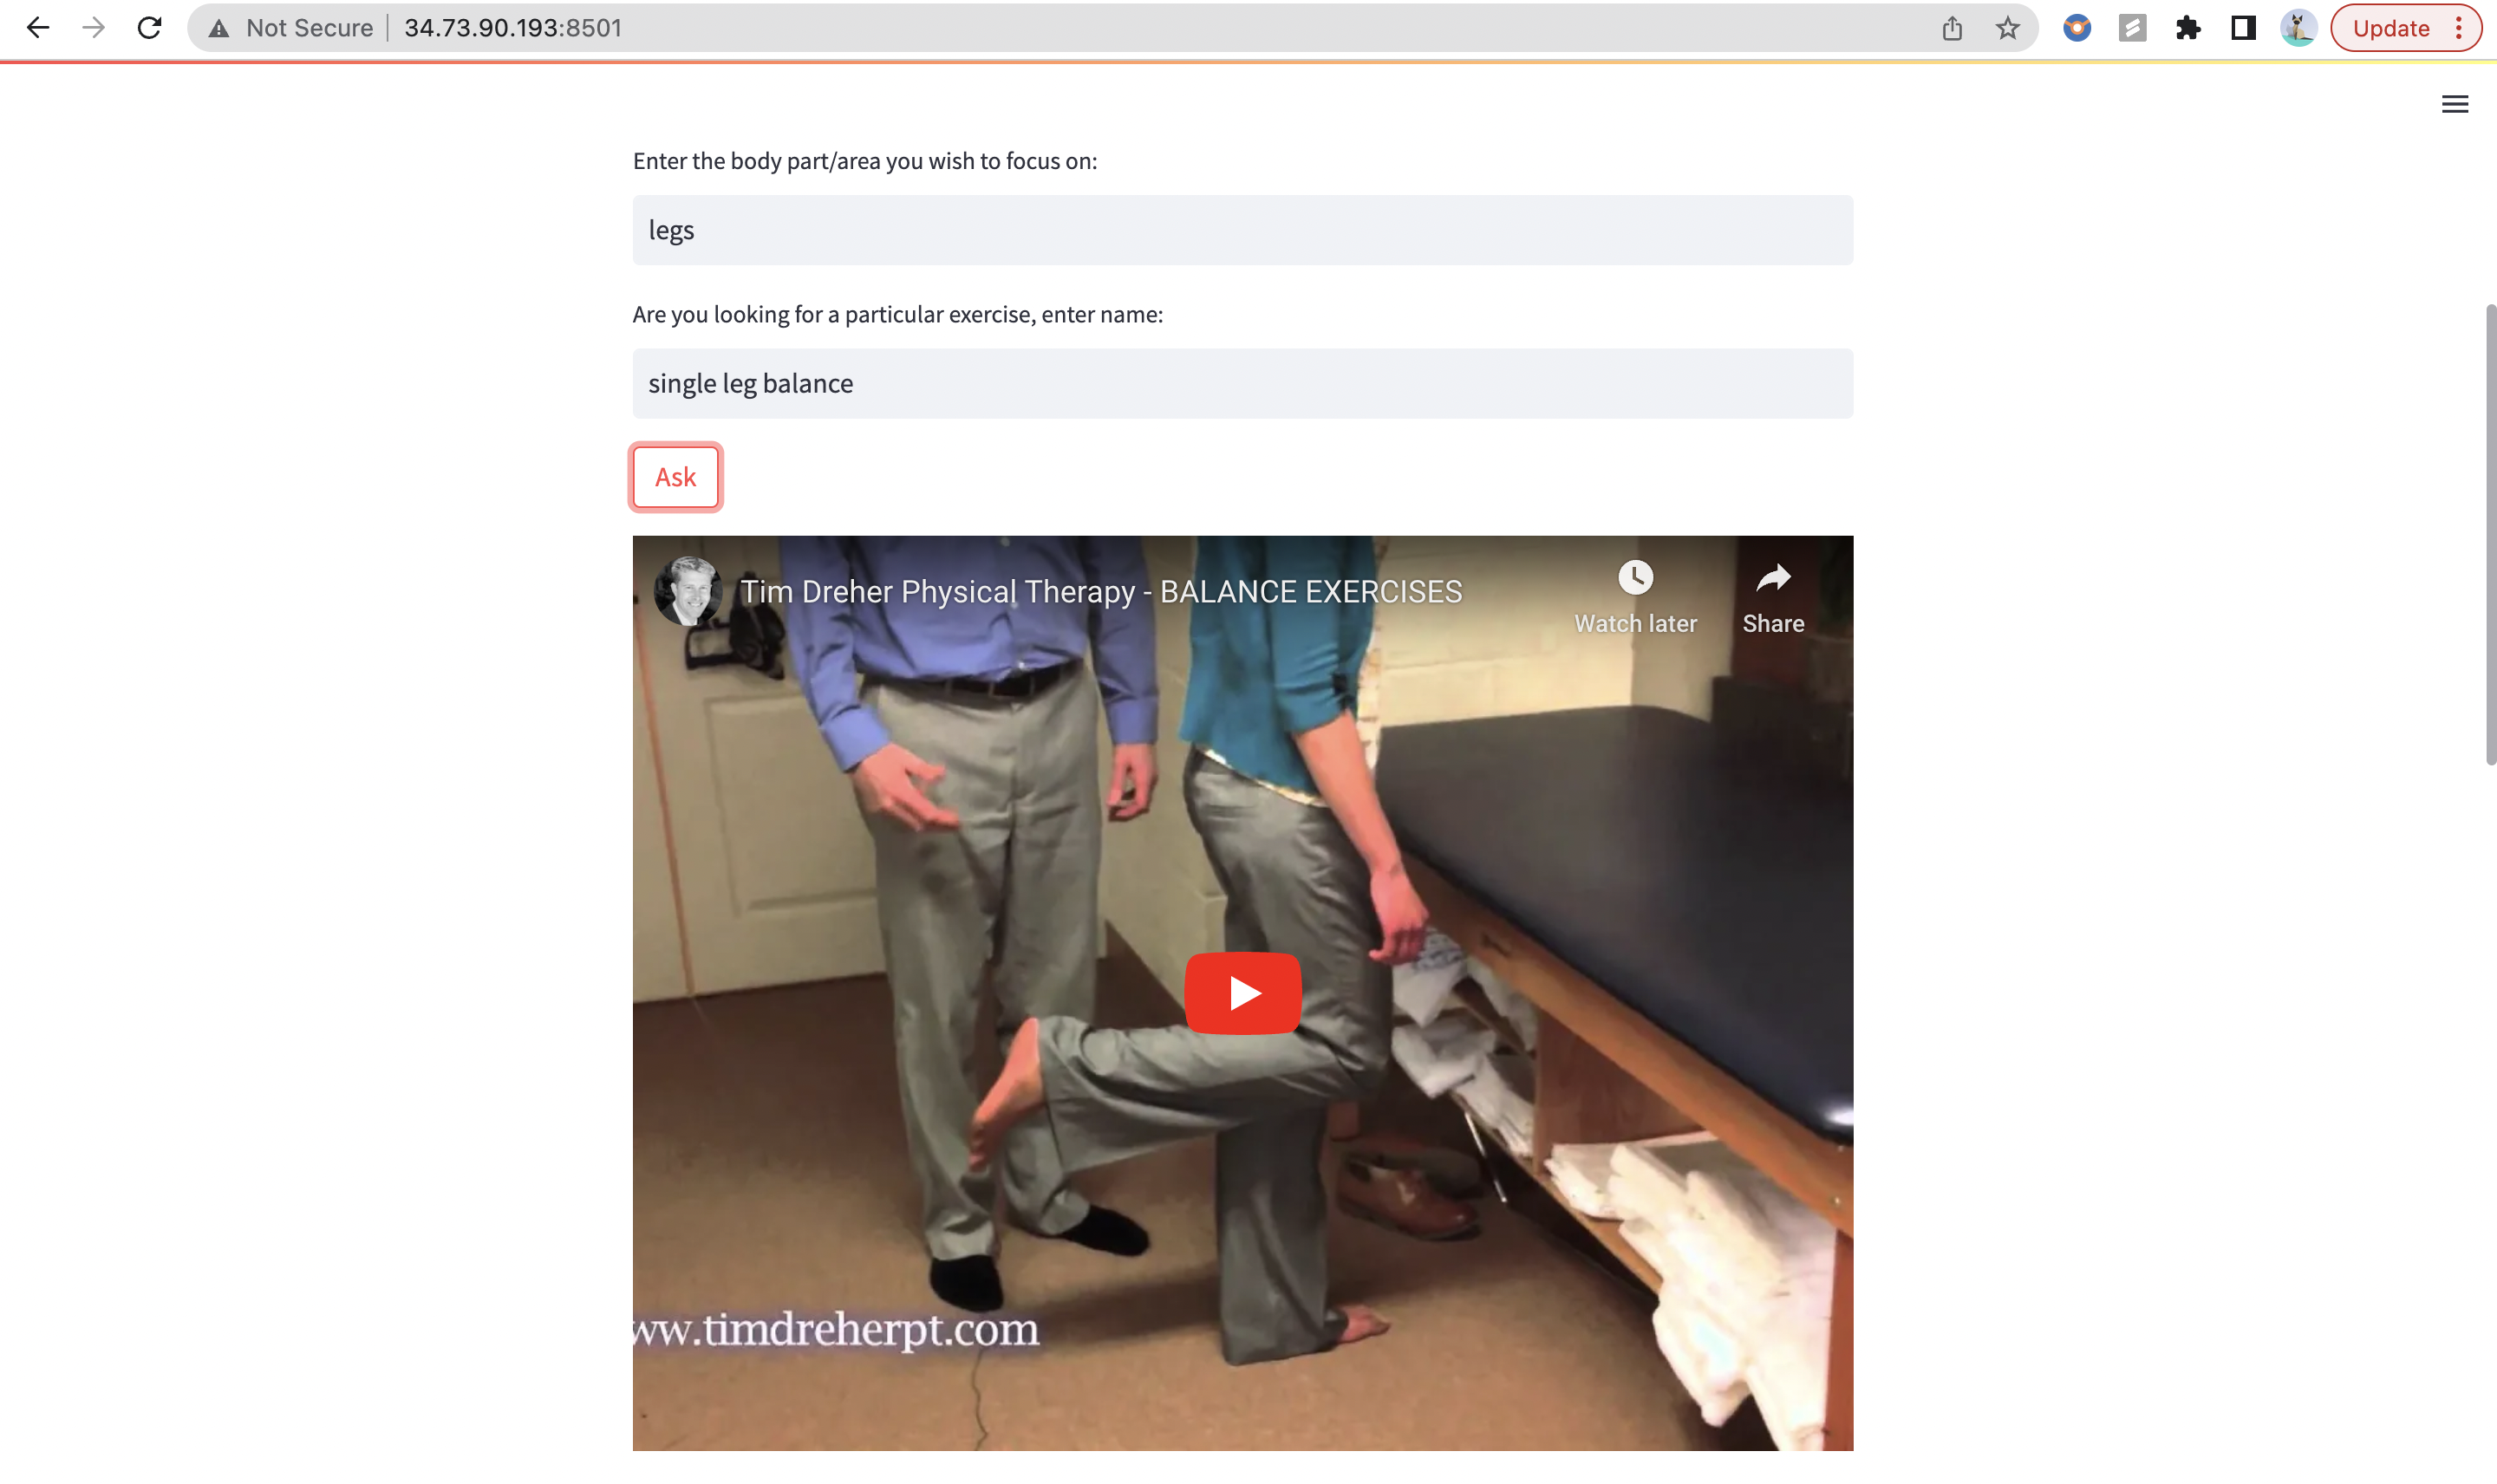 Not Secure
34.73.90.193:8501
Update
Enter the body part/area you wish to focus on:
legs
Are you looking for a particular exercise, enter name:
single leg balance
Ask
Tim Dreher Physical Therapy - BALANCE EXERCISES
Watch later
Share
ww.timdreherpt.com